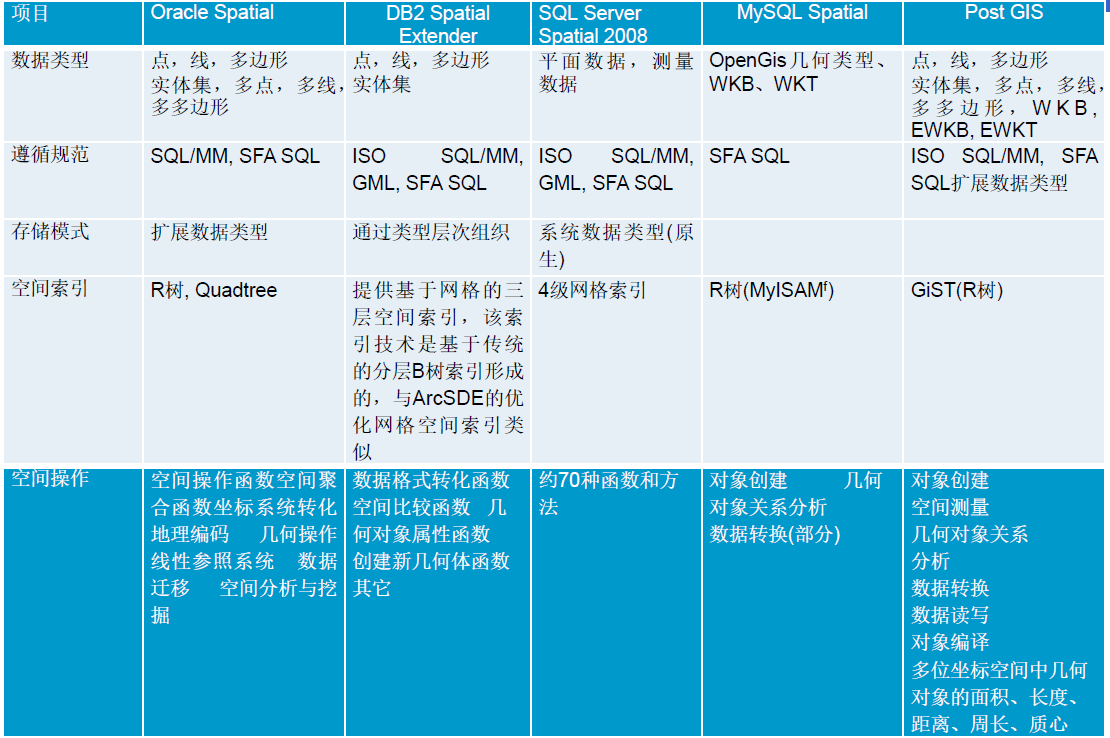 项目
Oracle Spatial
DB2 Spatial
Extender
SQL Server
Spatial 2008
MySQL Spatial
Post GIS
数据类型
点，线，多边形
实体集，多点，多线，
多多边形
点，线，多边形
实体集
平面数据，测量
数据
OpenGis几何类型、
WKB、WKT
点，线，多边形
实体集，多点，多线，
多多边形，WKB,
EWKB, EWKT
遵循规范
SQL/MM, SFA SQL
ISO SQL/MM,
GML, SFA SQL
ISO SQL/MM,
GML, SFA SQL
SFA SQL
ISO SQL/MM, SFA
SQL扩展数据类型
存储模式
扩展数据类型
通过类型层次组织
系统数据类型(原
生)
空间索引
R树, Quadtree
提供基于网格的三
层空间索引，该索
引技术是基于传统
的分层B树索引形成
的，与ArcSDE的优
化网格空间索引类
似
4级网格索引
R树(MyISAMf)
GiST(R树)
空间操作
空间操作函数空间聚
合函数坐标系统转化
地理编码 几何操作
线性参照系统 数据
迁移 空间分析与挖
掘
数据格式转化函数
空间比较函数 几
何对象属性函数
创建新几何体函数
其它
约70种函数和方
法
对象创建 几何
对象关系分析
数据转换(部分)
对象创建
空间测量
几何对象关系
分析
数据转换
数据读写
对象编译
多位坐标空间中几何
对象的面积、长度、
距离、周长、质心